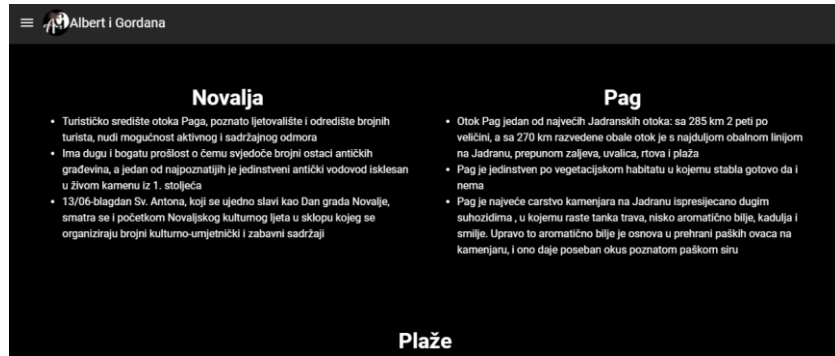 Albert i Gordana
Novalja
• Turističko središte otoka Paga, poznato ljetovalište i odredište brojnih
turista, nudi mogućnost aktivnog i sadržajnog odmora
• Ima dugu i bogatu prošlost o čemu svjedoče brojni ostaci antičkih
građevina, a jedan od najpoznatijih je jedinstveni antički vodovod isklesan
u živom kamenu iz 1. stoljeća
• 13/06-blagdan Sv. Antona, koji se ujedno slavi kao Dan grada Novalje,
smatra se i početkom Novaljskog kulturnog ljeta u sklopu kojeg se
organiziraju brojni kulturno-umjetnički i zabavni sadržaji
Pag
• Otok Pag jedan od najvećih Jadranskih otoka: sa 285 km 2 peti po
veličini, a sa 270 km razvedene obale otok je s najduljom obalnom linijom
na Jadranu, prepunom zaljeva, uvalica, rtova i plaža
• Pag je jedinstven po vegetacijskom habitatu u kojemu stabla gotovo da i
nema
• Pag je najveće carstvo kamenjara na Jadranu ispresijecano dugim
suhozidima , u kojemu raste tanka trava, nisko aromatično bilje, kadulja i
smilje. Upravo to aromatično bilje je osnova u prehrani paških ovaca na
kamenjaru, i ono daje poseban okus poznatom paškom siru
Plaže